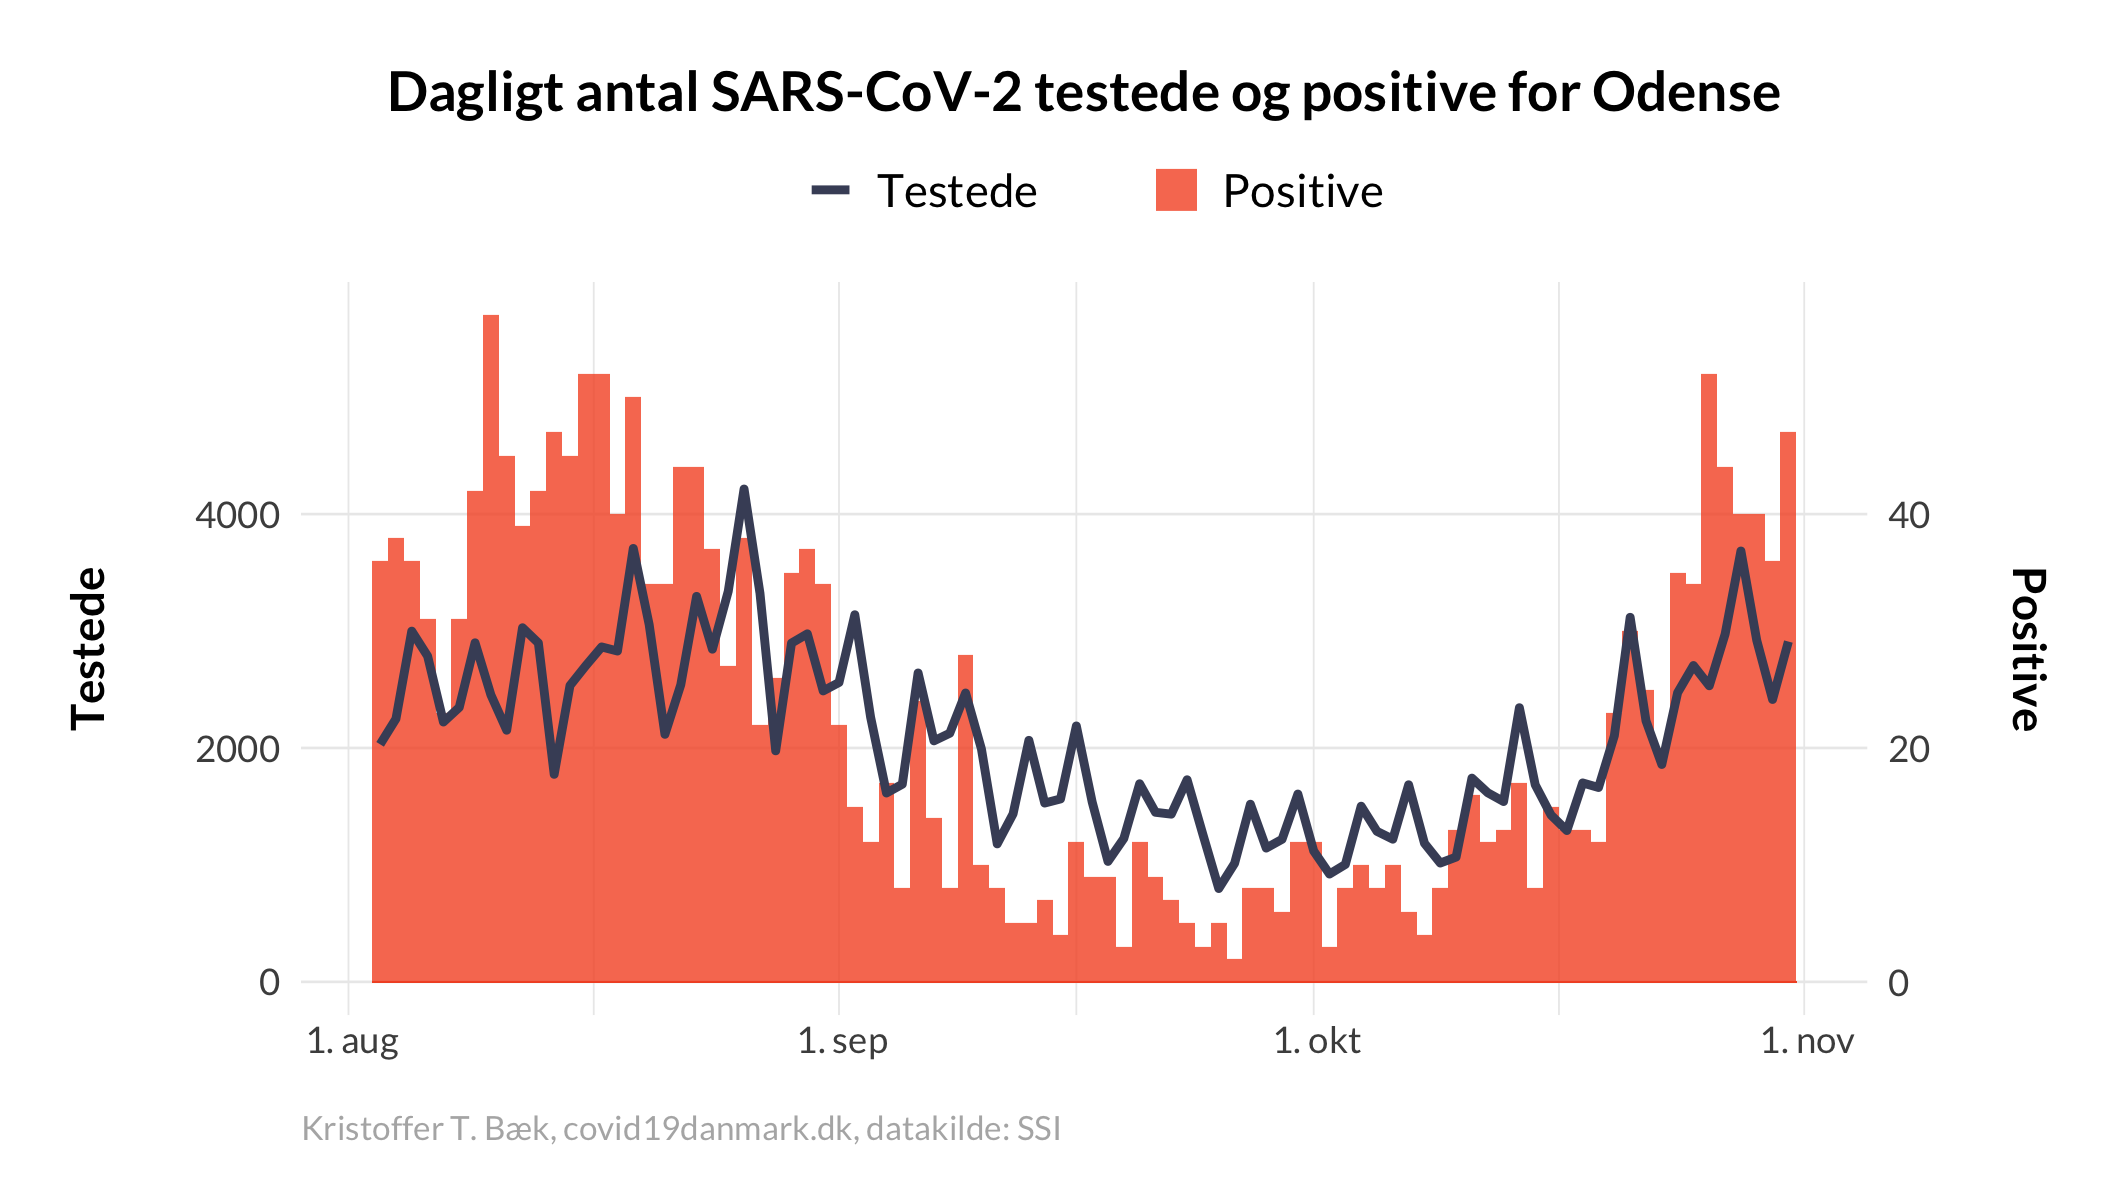 Dagligt antal SARS-CoV-2 testede og positive for Odense
Testede Positive
Testede
4000
2000
0
40
20
0
Positive
1. aug 1. sep 1. okt 1. nov
Kristoffer T. Bæk, covid19danmark.dk, datakilde: SSI